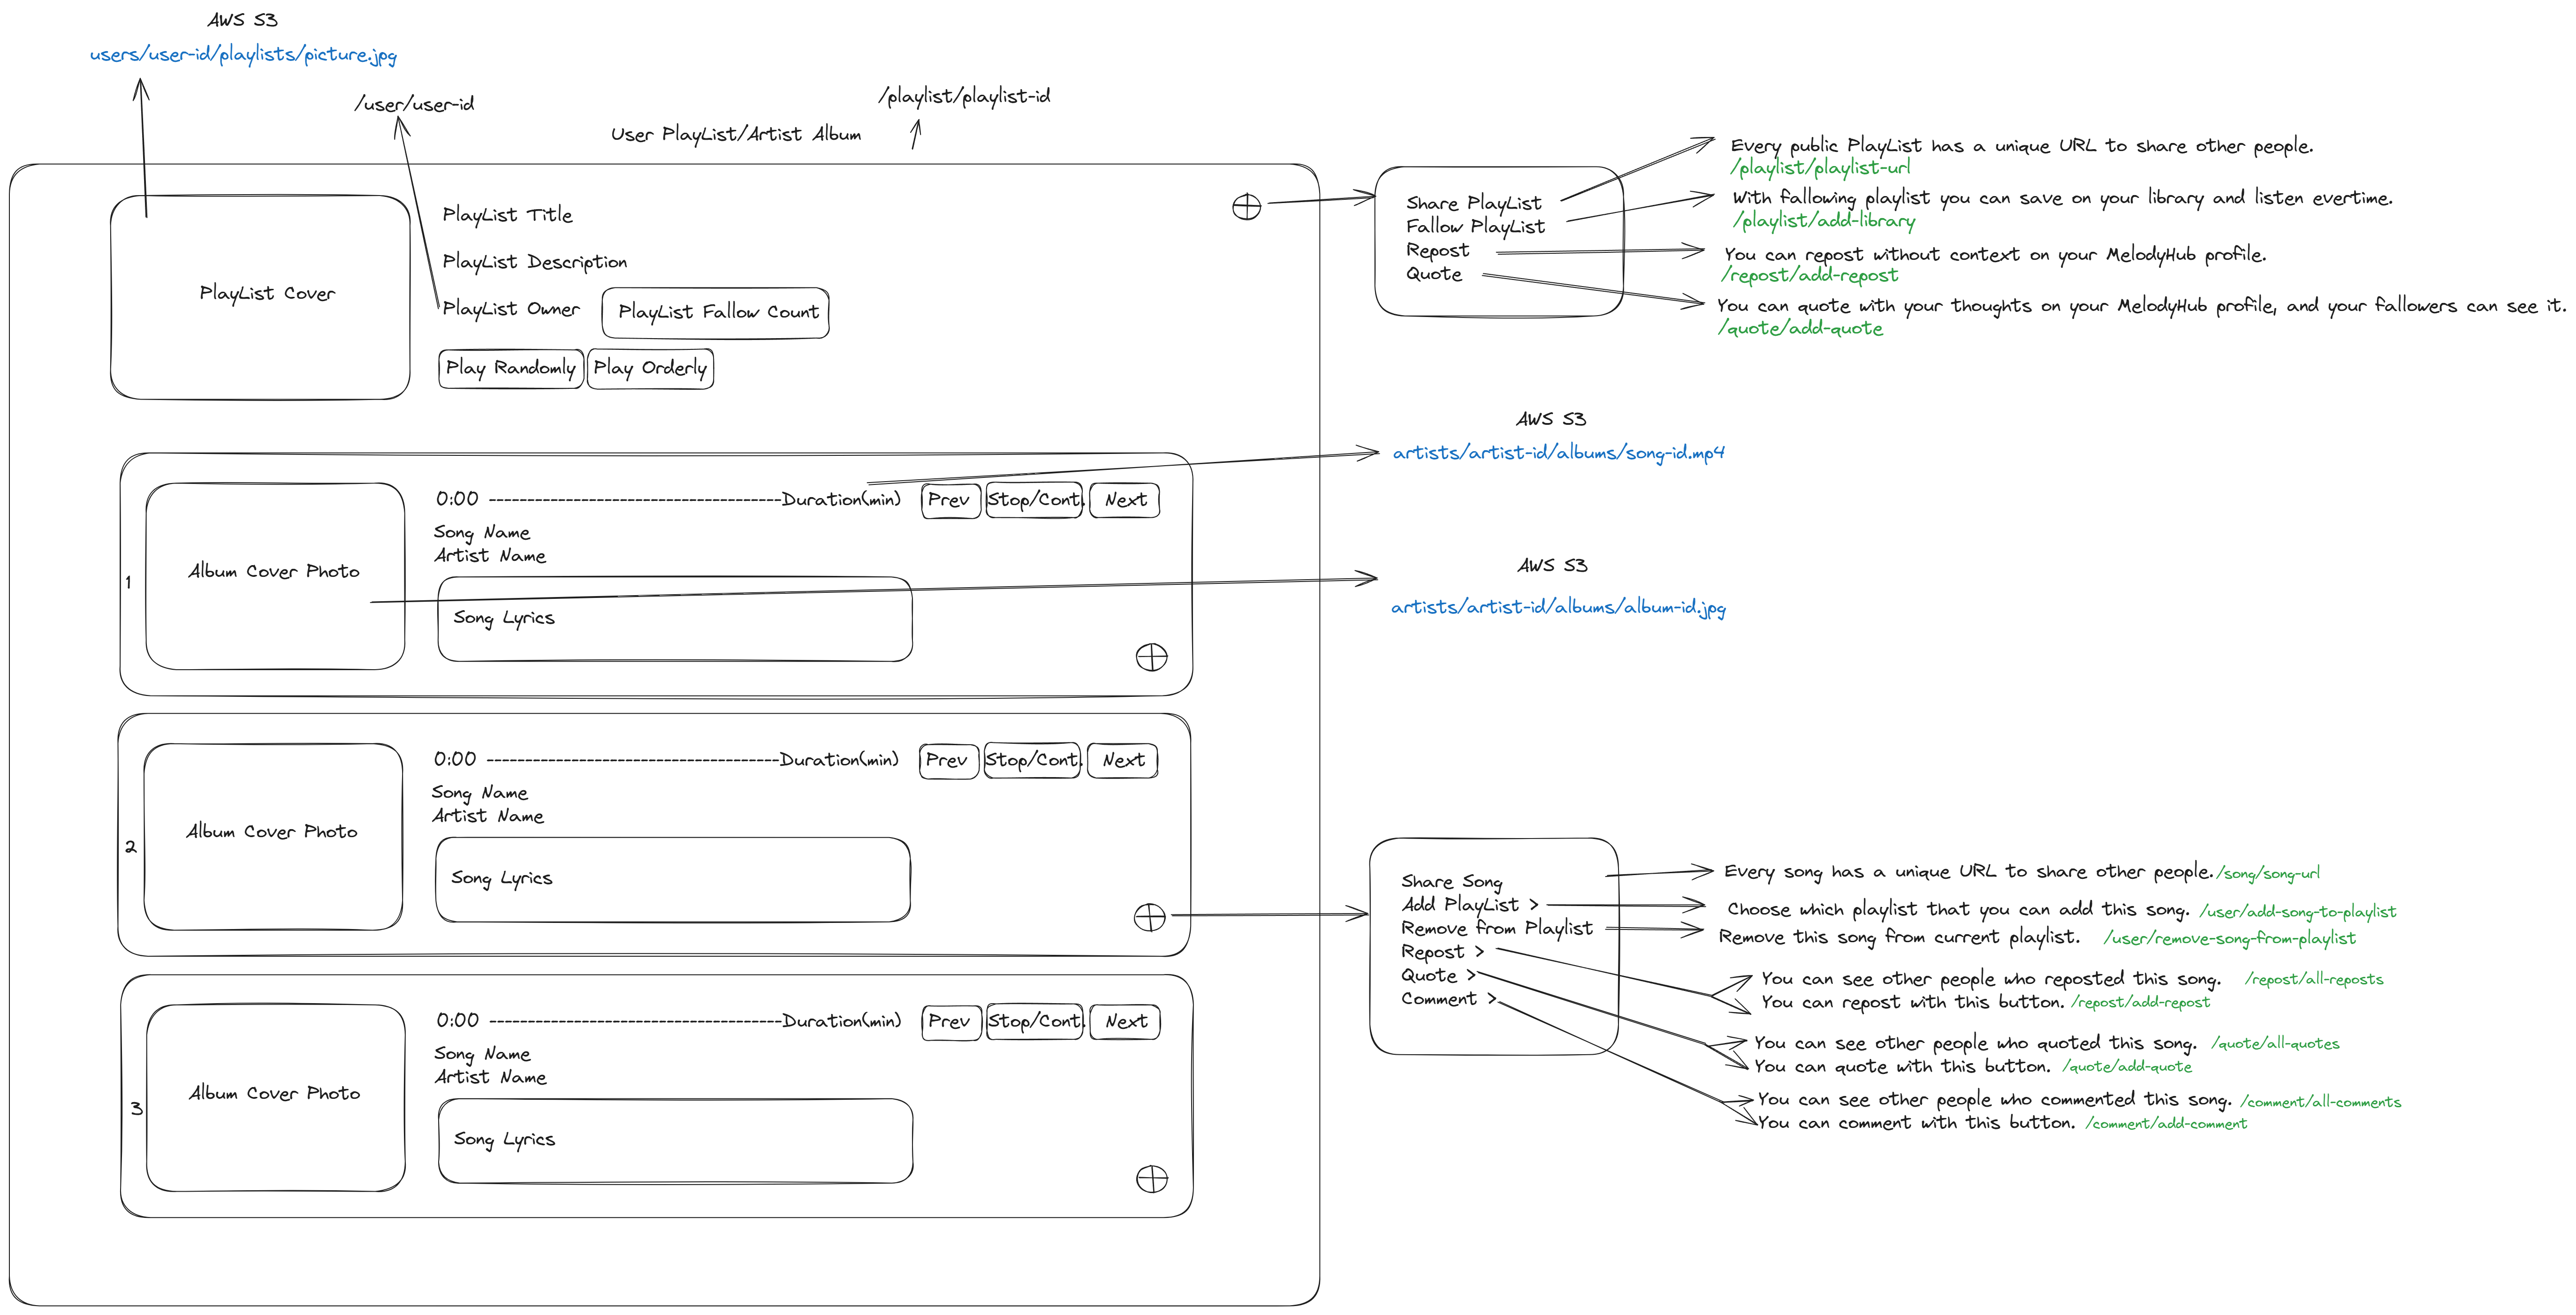 AWS S3
users/user-id/playlists/picture.jpg
/user/user-id
/playlist/playlist-id
User PlayList/Artist Album
PlayList Cover
PlayList Title
PlayList Description
PlayList Owner
PlayList Fallow Count
Play Randomly
Play Orderly
Share PlayList
Fallow PlayList
Repost
Quote
Every public PlayList has a unique URL to share other people.
/playlist/playlist-url
With fallowing playlist you can save on your library and listen evertime.
/playlist/add-library
You can repost without context on your MelodyHub profile.
/repost/add-repost
You can quote with your thoughts on your MelodyHub profile, and your fallowers can see it.
/quote/add-quote
AWS S3
artists/artist-id/albums/song-id.mp4
1
Album Cover Photo
0:00 --------------------------------------Duration(min)
Prev
Stop/Cont.
Next
Song Name
Artist Name
Song Lyrics
AWS S3
artists/artist-id/albums/album-id.jpg
2
Album Cover Photo
0:00 --------------------------------------Duration(min)
Prev
Stop/Cont.
Next
Song Name
Artist Name
Song Lyrics
Share Song
Add PlayList >
Remove from Playlist
Repost >
Quote >
Comment >
Every song has a unique URL to share other people. /song/song-url
Choose which playlist that you can add this song. /user/add-song-to-playlist
Remove this song from current playlist. /user/remove-song-from-playlist
You can see other people who reposted this song. /repost/all-reposts
You can repost with this button. /repost/add-repost
You can see other people who quoted this song. /quote/all-quotes
You can quote with this button. /quote/add-quote
You can see other people who commented this song. /comment/all-comments
You can comment with this button. /comment/add-comment
3
Album Cover Photo
0:00 --------------------------------------Duration(min)
Prev
Stop/Cont.
Next
Song Name
Artist Name
Song Lyrics